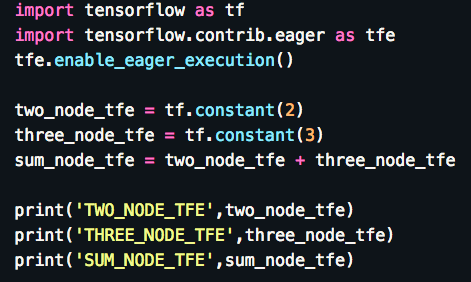 import tensorflow as tf
import tensorflow.contrib.eager as tfe
tfe.enable_eager_execution()
two_node_tfe = tf.constant(2)
three_node_tfe = tf.constant(3)
sum_node_tfe = two_node_tfe + three_node_tfe
print('TWO_NODE_TFE',two_node_tfe)
print('THREE_NODE_TFE',three_node_tfe)
print('SUM_NODE_TFE',sum_node_tfe)